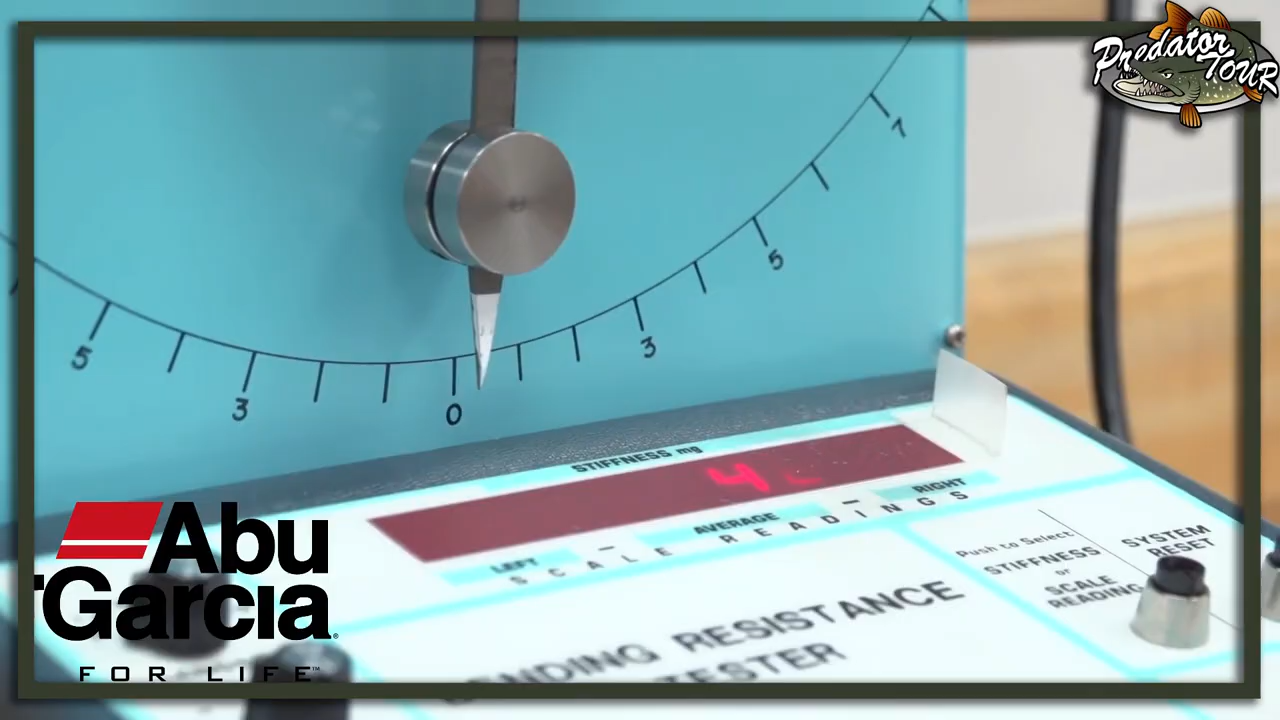 Predator
TOUR
7
5
3
5
3
0
STIFFNESS mg
4
LEFT
AVERAGE
RIGHT
SCALE READINGS
Push to Select
STIFFNESS
or
SCALE
READING
SYSTEM
RESET
BENDING RESISTANCE
TESTER
Abu
Garcia
FOR LIFE™